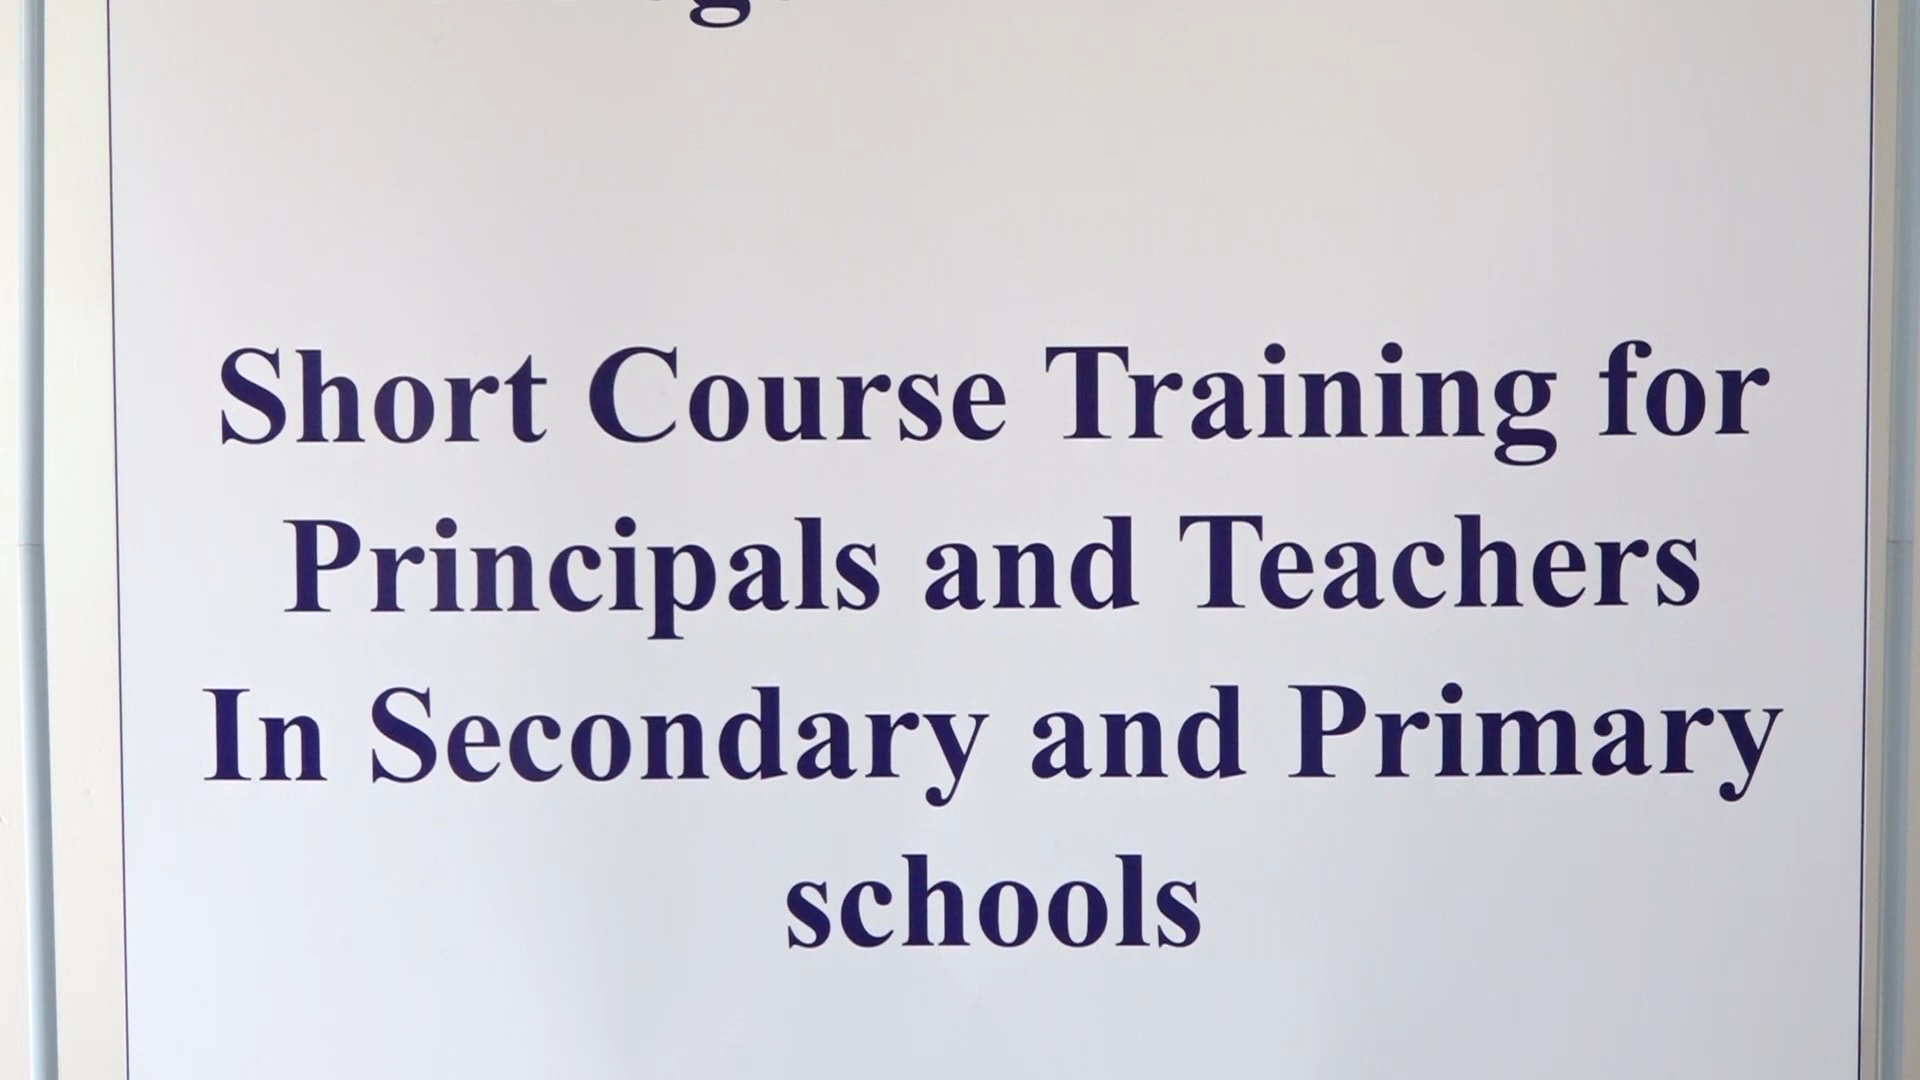 Short Course Training for
Principals and Teachers
In Secondary and Primary
schools